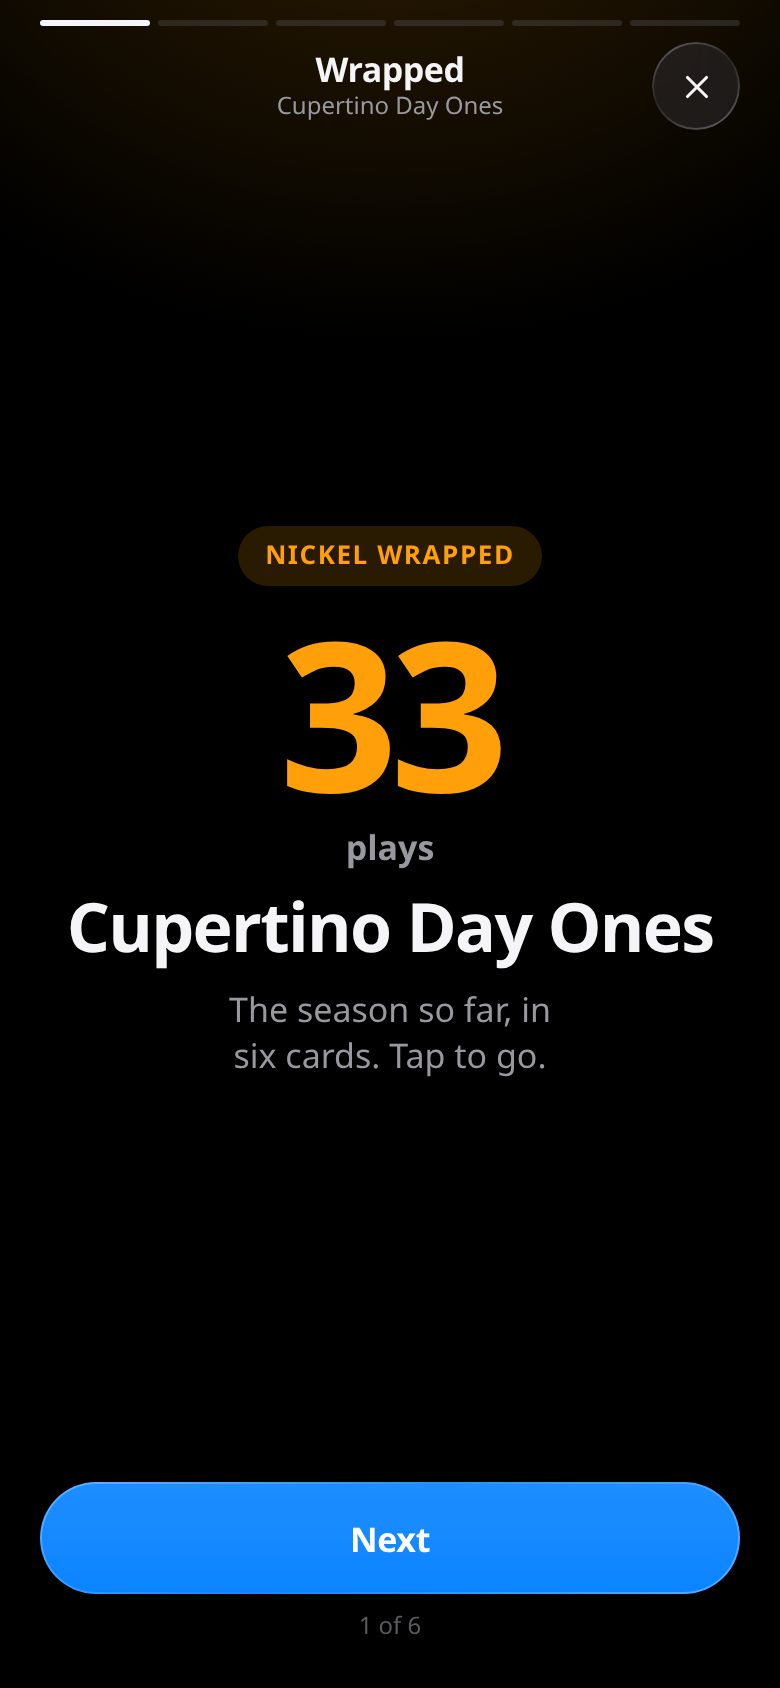 Wrapped
Cupertino Day Ones
NICKEL WRAPPED
33
plays
Cupertino Day Ones
The season so far, in
six cards. Tap to go.
Next
1 of 6